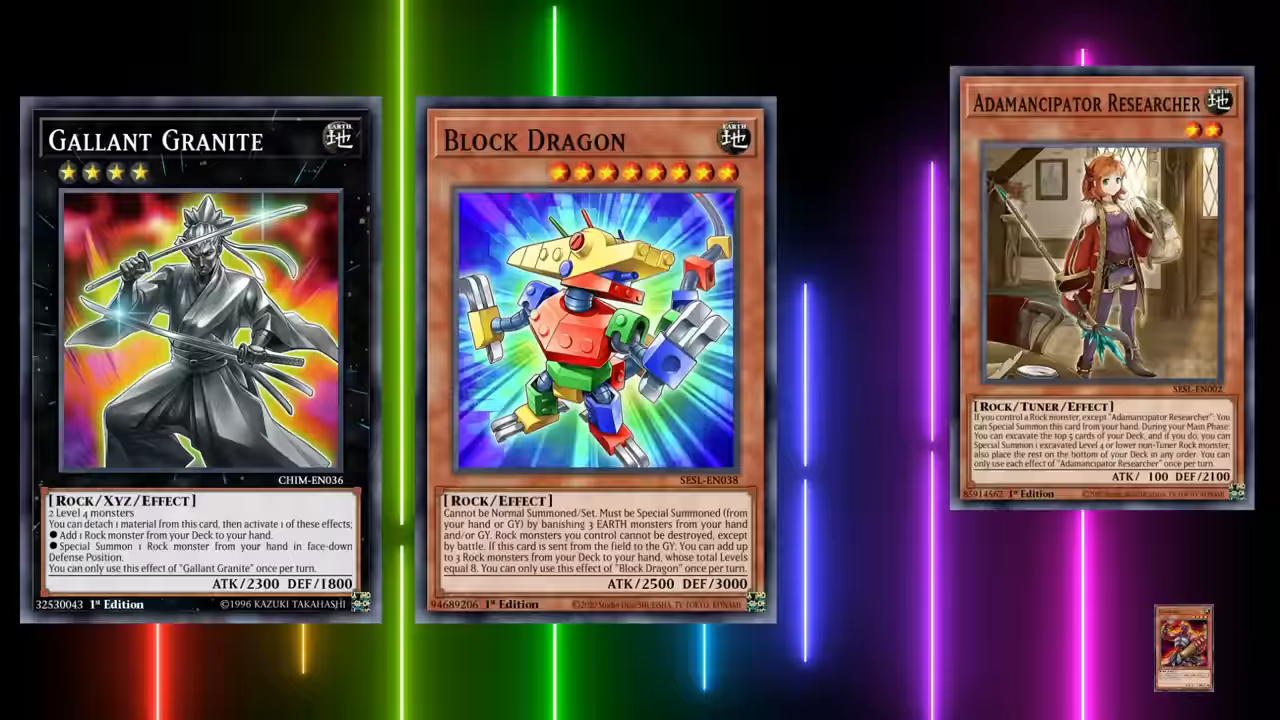 GALLANT GRANITE
EARTH
地
CHIM-EN036
[ROCK/XYZ/EFFECT]
2 Level 4 monsters
You can detach 1 material from this card, then activate 1 of these effects;
●Add 1 Rock monster from your Deck to your hand.
●Special Summon 1 Rock monster from your hand in face-down
Defense Position.
You can only use this effect of "Gallant Granite" once per turn.
ATK/2300 DEF/1800
32530043 1st Edition ©1996 KAZUKI TAKAHASHI
BLOCK DRAGON
EARTH
地
SESL-EN038
[ROCK/EFFECT]
Cannot be Normal Summoned/Set. Must be Special Summoned (from
your hand or GY) by banishing 3 EARTH monsters from your hand
and/or GY. Rock monsters you control cannot be destroyed, except
by battle. If this card is sent from the field to the GY: You can add up
to 3 Rock monsters from your Deck to your hand, whose total Levels
equal 8. You can only use this effect of "Block Dragon" once per turn.
ATK/2500 DEF/3000
94689206 1st Edition
ADAMANCIPATOR RESEARCHER
EARTH
地
SESL-EN002
[ROCK/TUNER/EFFECT]
If you control a Rock monster, except "Adamancipator Researcher": You
can Special Summon this card from your hand. During your Main Phase:
You can excavate the top 5 cards of your Deck, and if you do, you can
Special Summon 1 excavated Level 4 or lower non-Tuner Rock monster,
also place the rest on the bottom of your Deck in any order. You can
only use each effect of "Adamancipator Researcher" once per turn.
ATK/ 100 DEF/2100
85914562 1st Edition